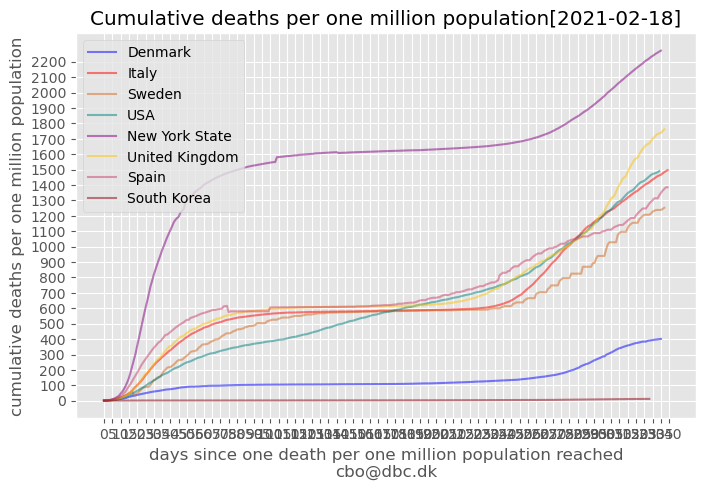 Cumulative deaths per one million population[2021-02-18]
cumulative deaths per one million population
Denmark
Italy
Sweden
USA
New York State
United Kingdom
Spain
South Korea
2200
2100
2000
1900
1800
1700
1600
1500
1400
1300
1200
1100
1000
900
800
700
600
500
400
300
200
100
0
days since one death per one million population reached
cbo@dbc.dk